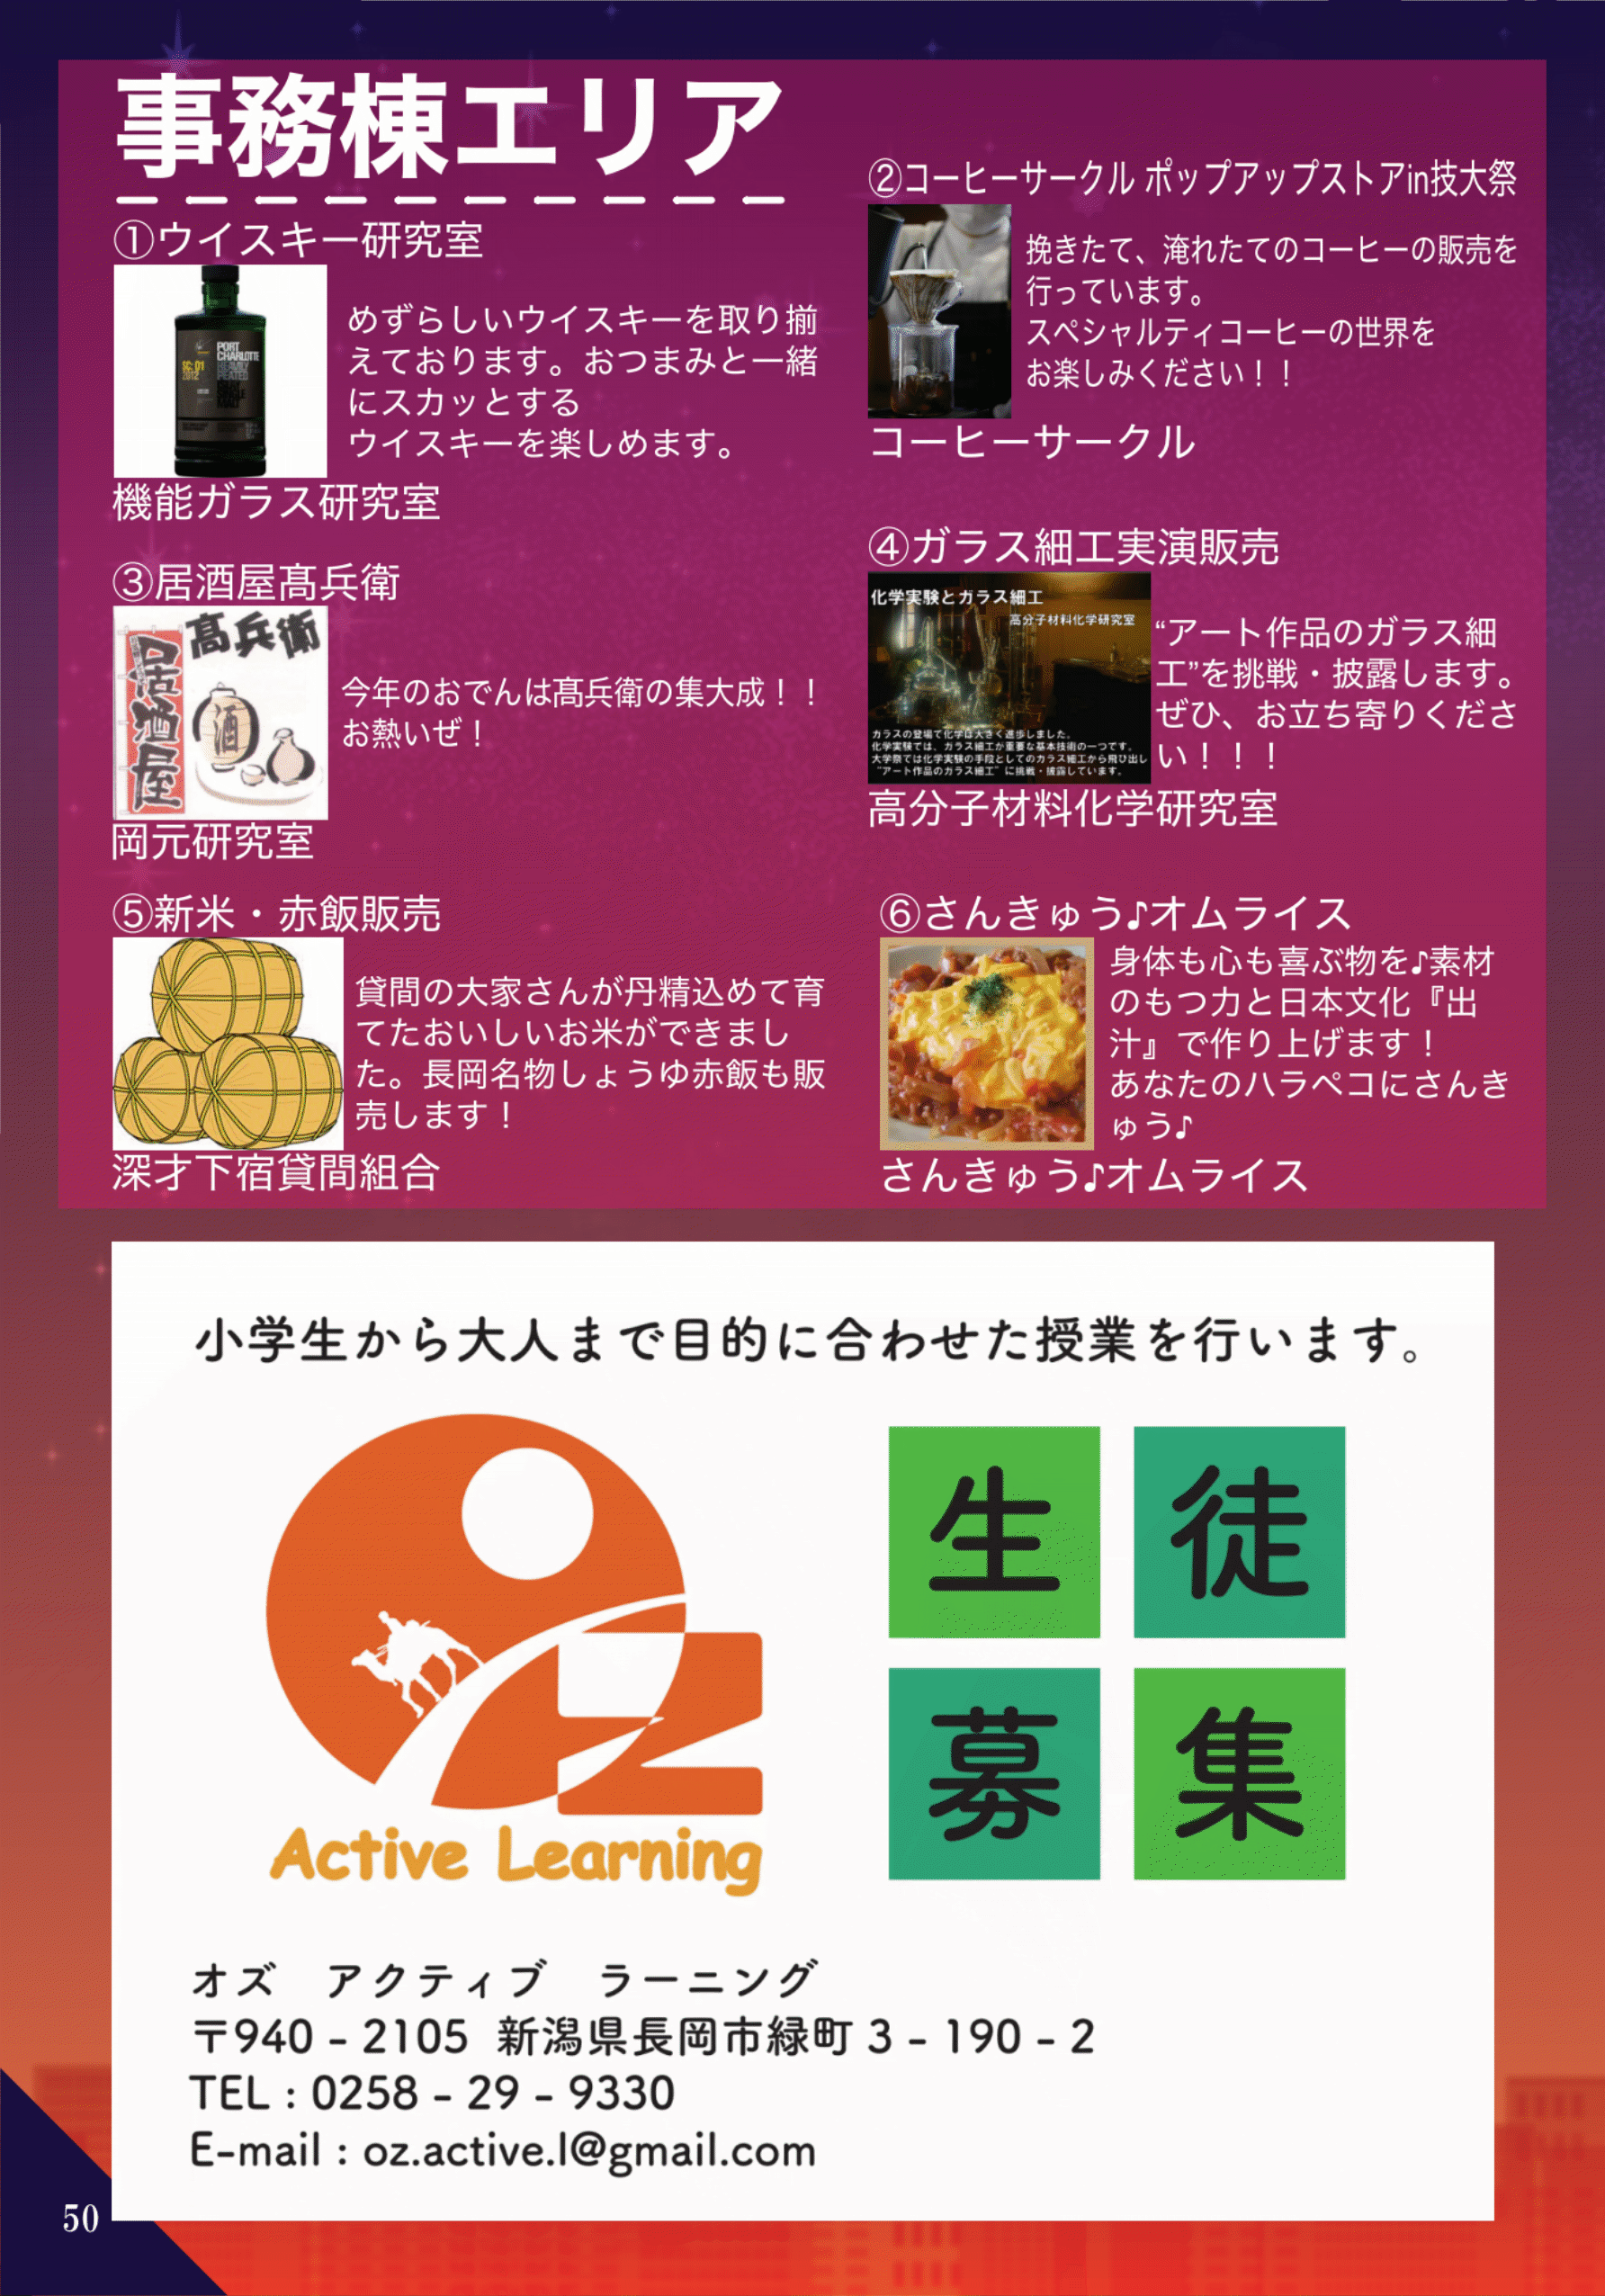 事務棟エリア
①ウイスキー研究室
PORT
CHARLOTTE
HEAVILY
PEATED
SC: 01
2012
SINGLE
MALT
めずらしいウイスキーを取り揃
えております。おつまみと一緒
にスカッとする
ウイスキーを楽しめます。
機能ガラス研究室
②コーヒーサークル ポップアップストアin技大祭
挽きたて、淹れたてのコーヒーの販売を
行っています。
スペシャルティコーヒーの世界を
お楽しみください！！
コーヒーサークル
③居酒屋髙兵衛
髙兵衛
居酒屋
酒
今年のおでんは髙兵衛の集大成！！
お熱いぜ！
岡元研究室
④ガラス細工実演販売
化学実験とガラス細工
高分子材料化学研究室
ガラスの登場で化学は大きく進歩しました。
化学実験では、ガラス細工が重要な基本技術の一つです。
大学祭では化学実験の手段としてのガラス細工から飛び出し
“アート作品のガラス細工”に挑戦・披露しています。
“アート作品のガラス細
工”を挑戦・披露します。
ぜひ、お立ち寄りくださ
い！！！
高分子材料化学研究室
⑤新米・赤飯販売
貸間の大家さんが丹精込めて育
てたおいしいお米ができまし
た。長岡名物しょうゆ赤飯も販
売します！
深才下宿貸間組合
⑥さんきゅう♪オムライス
身体も心も喜ぶ物を♪素材
のもつ力と日本文化『出
汁』で作り上げます！
あなたのハラペコにさんき
ゅう♪
さんきゅう♪オムライス
小学生から大人まで目的に合わせた授業を行います。
OZ
Active Learning
生徒
募集
オズ　アクティブ　ラーニング
〒940 - 2105 新潟県長岡市緑町 3 - 190 - 2
TEL : 0258 - 29 - 9330
E-mail : oz.active.l@gmail.com
50